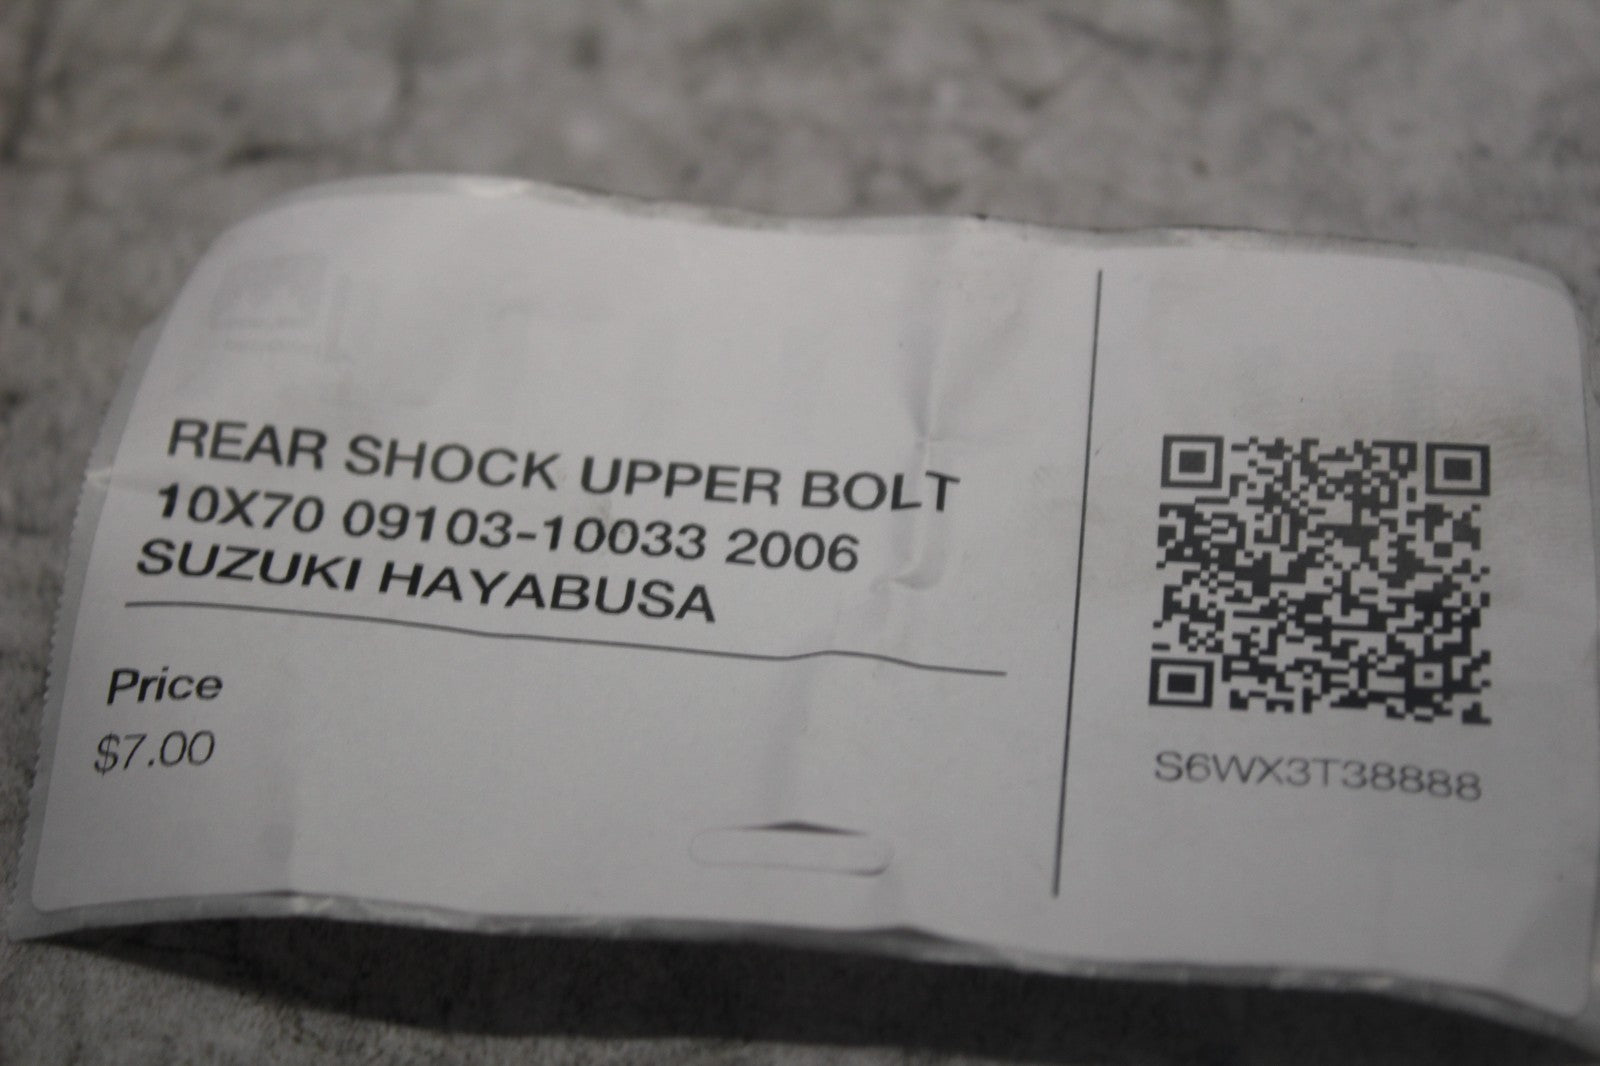 REAR SHOCK UPPER BOLT
10X70 09103-10033 2006
SUZUKI HAYABUSA
Price
$7.00
S6WX3T38888